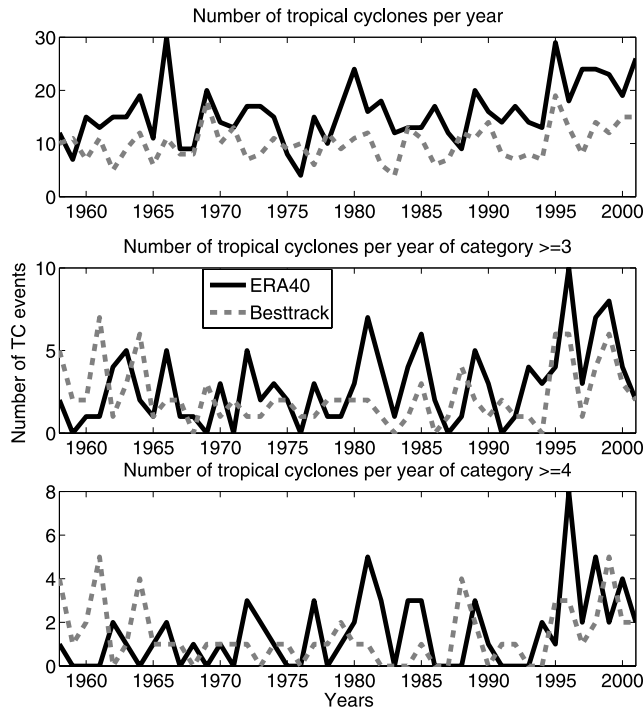 Number of tropical cyclones per year
30
20
10
0
1960 1965 1970 1975 1980 1985 1990 1995 2000
Number of tropical cyclones per year of category >=3
10
5
0
ERA40
Besttrack
Number of TC events
1960 1965 1970 1975 1980 1985 1990 1995 2000
Number of tropical cyclones per year of category >=4
8
6
4
2
0
1960 1965 1970 1975 1980 1985 1990 1995 2000
Years